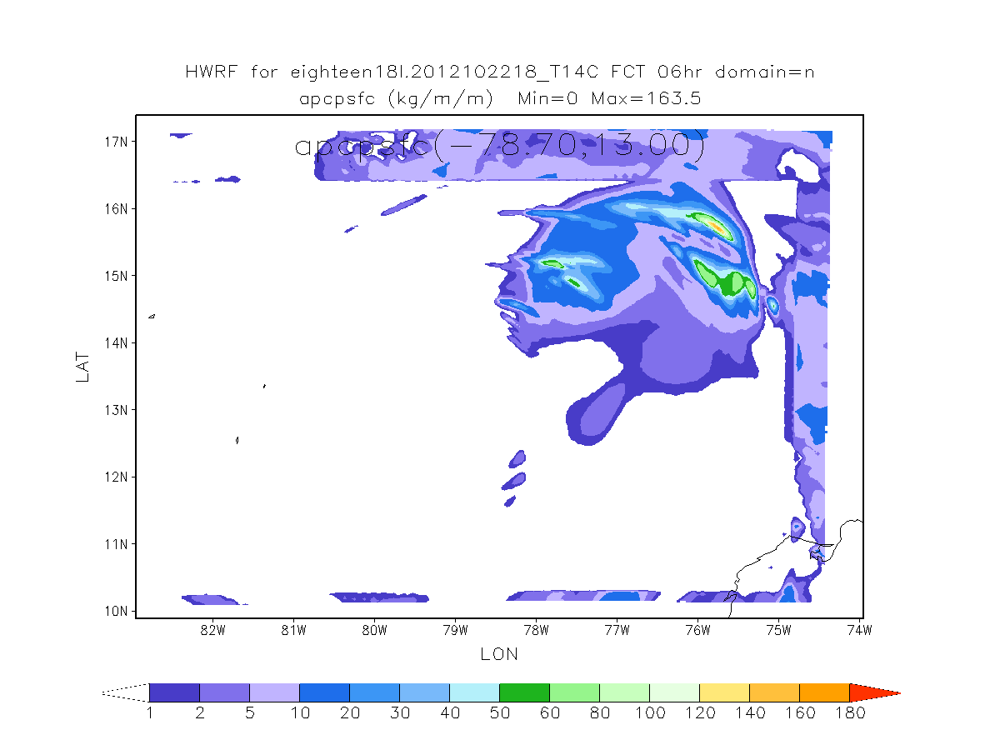 HWRF for eighteen18l.2012102218_T14C FCT 06hr domain=n
apcpsfc (kg/m/m) Min=0 Max=163.5
apcpsfc(-78.70,13.00)
17N
16N
15N
14N
13N
12N
11N
10N
LAT
82W 81W 80W 79W 78W 77W 76W 75W 74W
LON
1 2 5 10 20 30 40 50 60 80 100 120 140 160 180